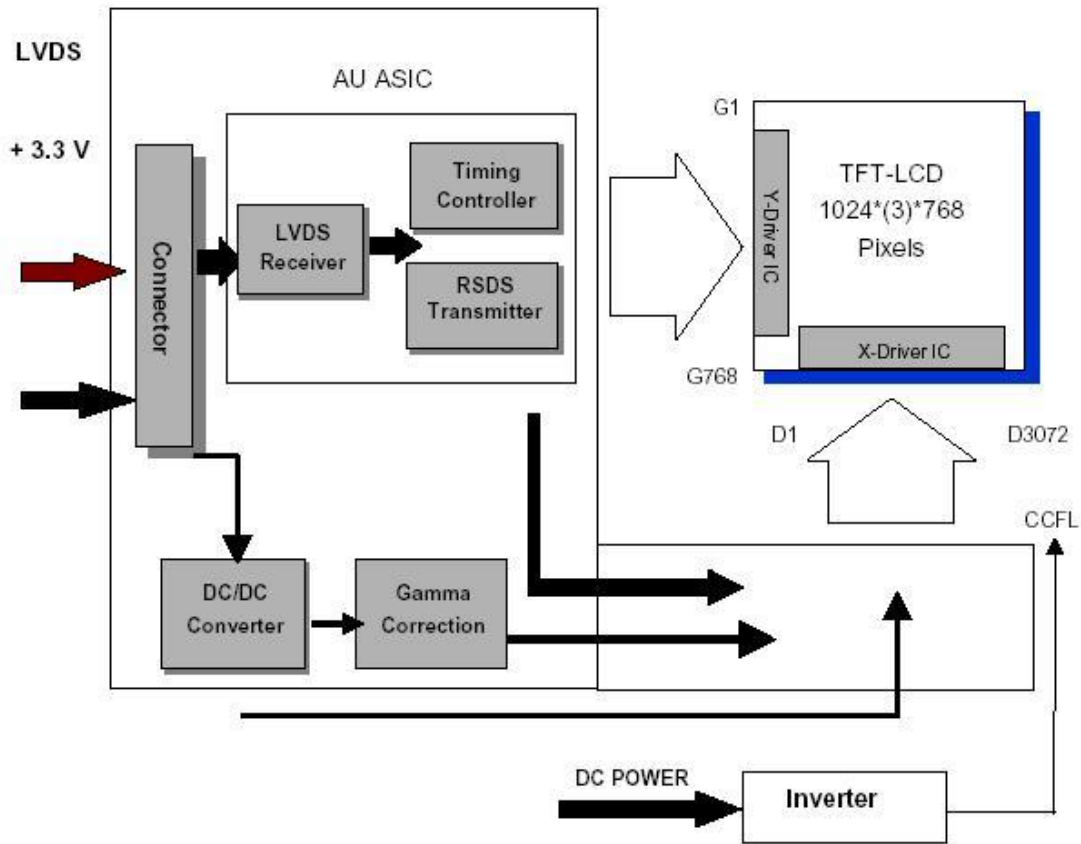 LVDS
+ 3.3 V
AU ASIC
Connector
LVDS
Receiver
Timing
Controller
RSDS
Transmitter
G1
Y-Driver IC
TFT-LCD
1024*(3)*768
Pixels
X-Driver IC
G768
D1
D3072
CCFL
DC/DC
Converter
Gamma
Correction
DC POWER
Inverter